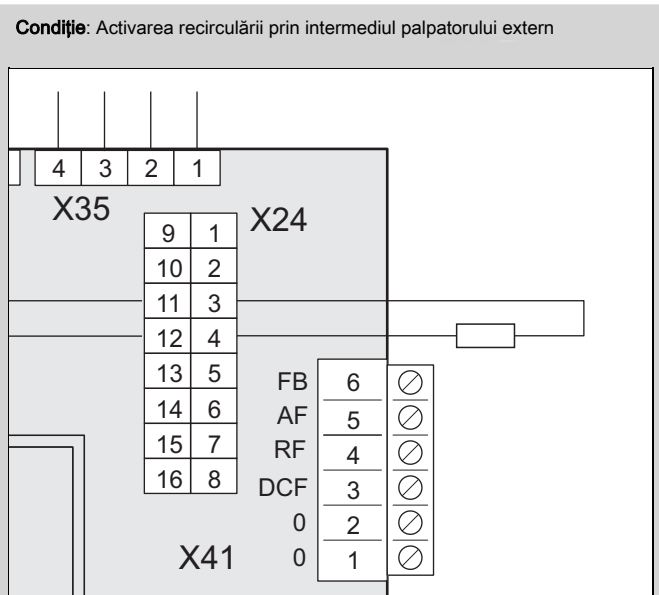 Condiție: Activarea recirculării prin intermediul palpatorului extern
4 3 2 1
X35
X24
9 1
10 2
11 3
12 4
13 5
14 6
15 7
16 8
FB 6
AF 5
RF 4
DCF 3
0 2
0 1
X41